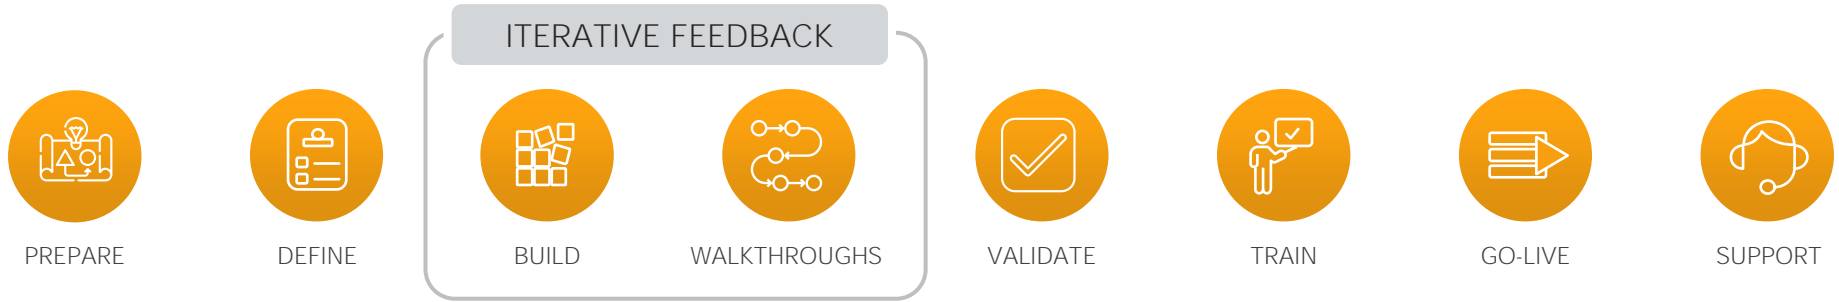 ITERATIVE FEEDBACK
PREPARE
DEFINE
BUILD
WALKTHROUGHS
VALIDATE
TRAIN
GO-LIVE
SUPPORT